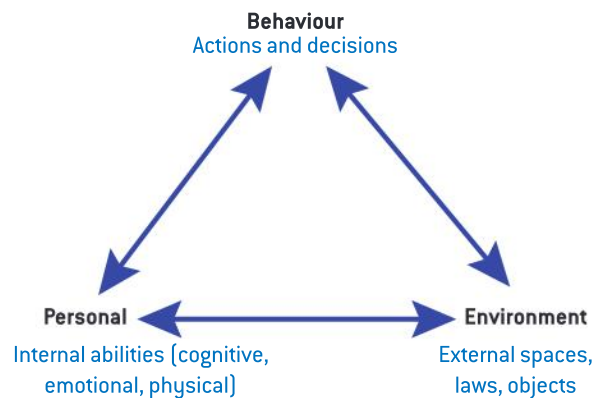 Behaviour
Actions and decisions
Personal
Internal abilities (cognitive,
emotional, physical)
Environment
External spaces,
laws, objects